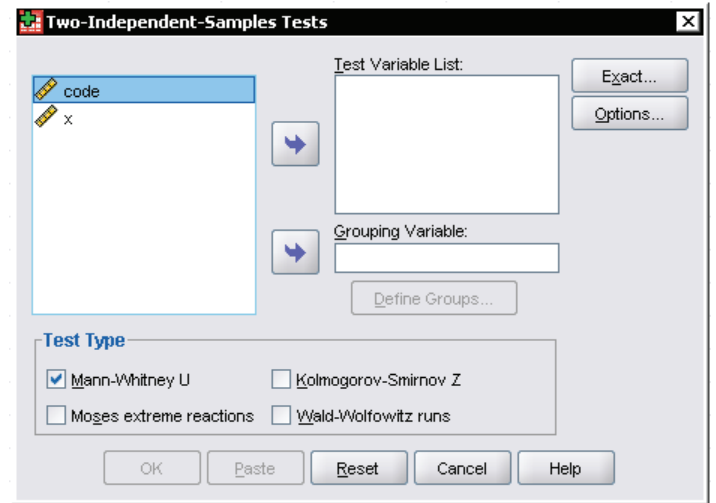 Two-Independent-Samples Tests
code
x
Test Variable List:
Exact...
Options...
Grouping Variable:
Define Groups...
Test Type
Mann-Whitney U
Kolmogorov-Smirnov Z
Moses extreme reactions
Wald-Wolfowitz runs
OK
Paste
Reset
Cancel
Help